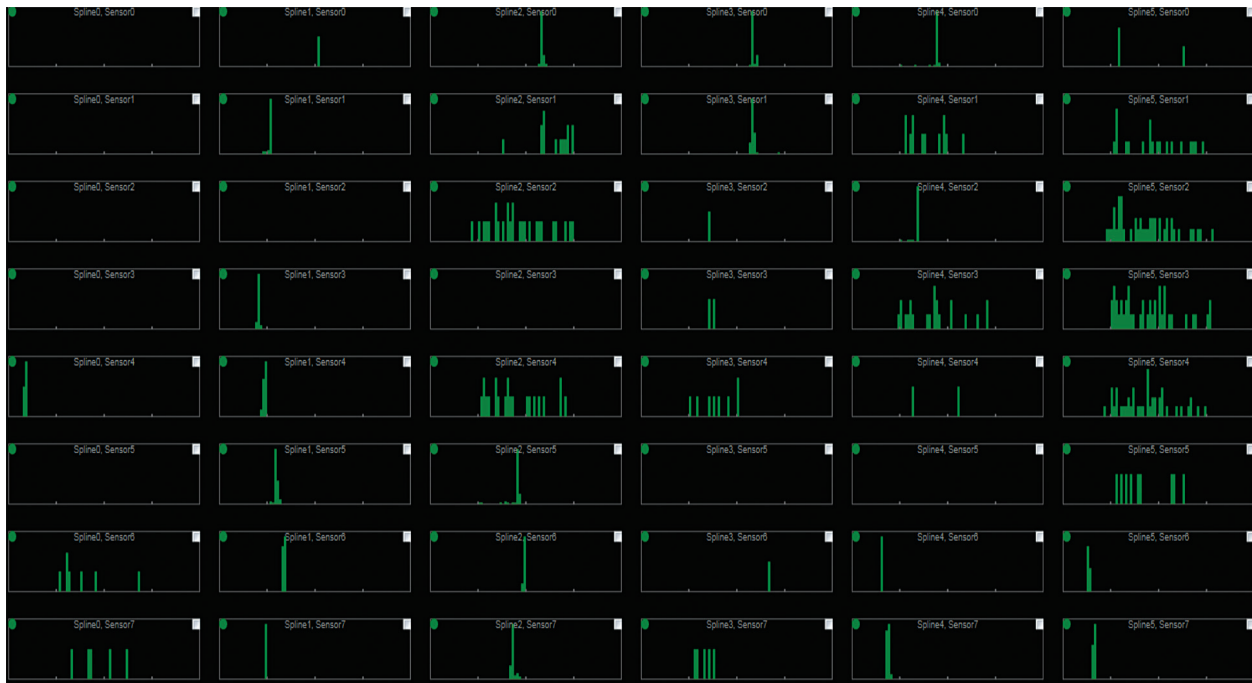 Spline0, Sensor0
Spline1, Sensor0
Spline2, Sensor0
Spline3, Sensor0
Spline4, Sensor0
Spline5, Sensor0
Spline0, Sensor1
Spline1, Sensor1
Spline2, Sensor1
Spline3, Sensor1
Spline4, Sensor1
Spline5, Sensor1
Spline0, Sensor2
Spline1, Sensor2
Spline2, Sensor2
Spline3, Sensor2
Spline4, Sensor2
Spline5, Sensor2
Spline0, Sensor3
Spline1, Sensor3
Spline2, Sensor3
Spline3, Sensor3
Spline4, Sensor3
Spline5, Sensor3
Spline0, Sensor4
Spline1, Sensor4
Spline2, Sensor4
Spline3, Sensor4
Spline4, Sensor4
Spline5, Sensor4
Spline0, Sensor5
Spline1, Sensor5
Spline2, Sensor5
Spline3, Sensor5
Spline4, Sensor5
Spline5, Sensor5
Spline0, Sensor6
Spline1, Sensor6
Spline2, Sensor6
Spline3, Sensor6
Spline4, Sensor6
Spline5, Sensor6
Spline0, Sensor7
Spline1, Sensor7
Spline2, Sensor7
Spline3, Sensor7
Spline4, Sensor7
Spline5, Sensor7